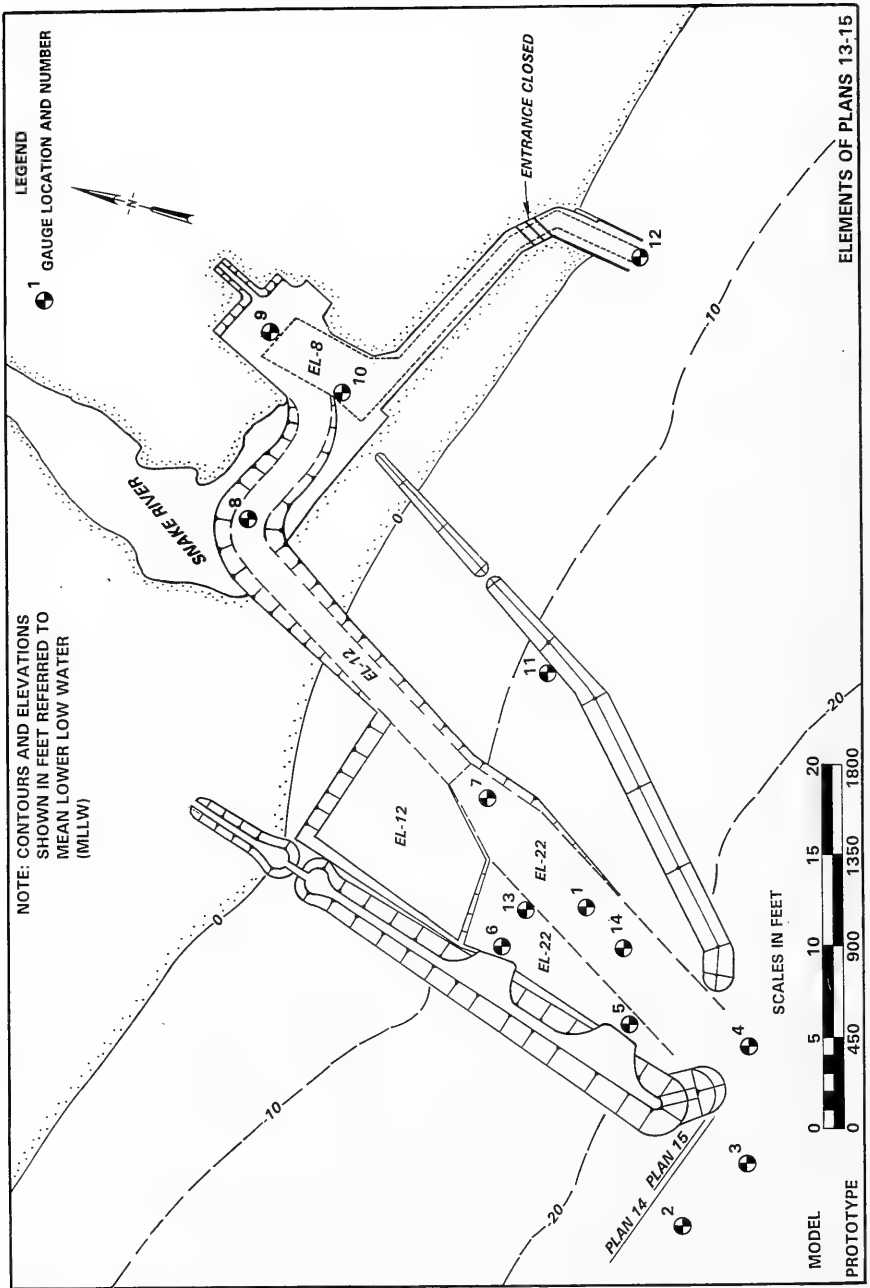 NOTE: CONTOURS AND ELEVATIONS
SHOWN IN FEET REFERRED TO
MEAN LOWER LOW WATER
(MLLW)
LEGEND
1
GAUGE LOCATION AND NUMBER
-N-
SNAKE RIVER
ENTRANCE CLOSED
9
EL-8
10
8
12
0
0
EL-12
EL-12
11
-10
-10
7
EL-22
13
6
EL-22
1
14
5
4
-20
-20
PLAN 14
PLAN 15
3
2
SCALES IN FEET
MODEL
0 5 10 15 20
PROTOTYPE
0 450 900 1350 1800
ELEMENTS OF PLANS 13-15